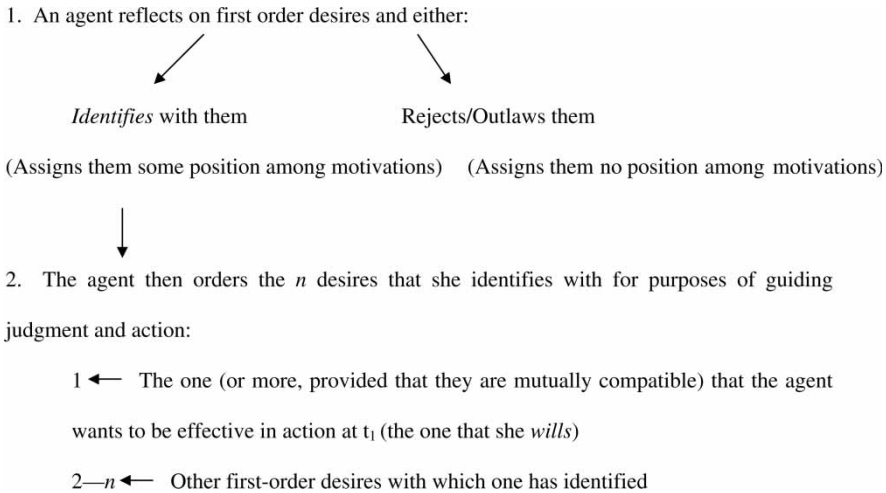 1. An agent reflects on first order desires and either:
Identifies with them Rejects/Outlaws them
(Assigns them some position among motivations) (Assigns them no position among motivations)
2. The agent then orders the n desires that she identifies with for purposes of guiding
judgment and action:
1 ← The one (or more, provided that they are mutually compatible) that the agent
wants to be effective in action at t₁ (the one that she wills)
2—n ← Other first-order desires with which one has identified